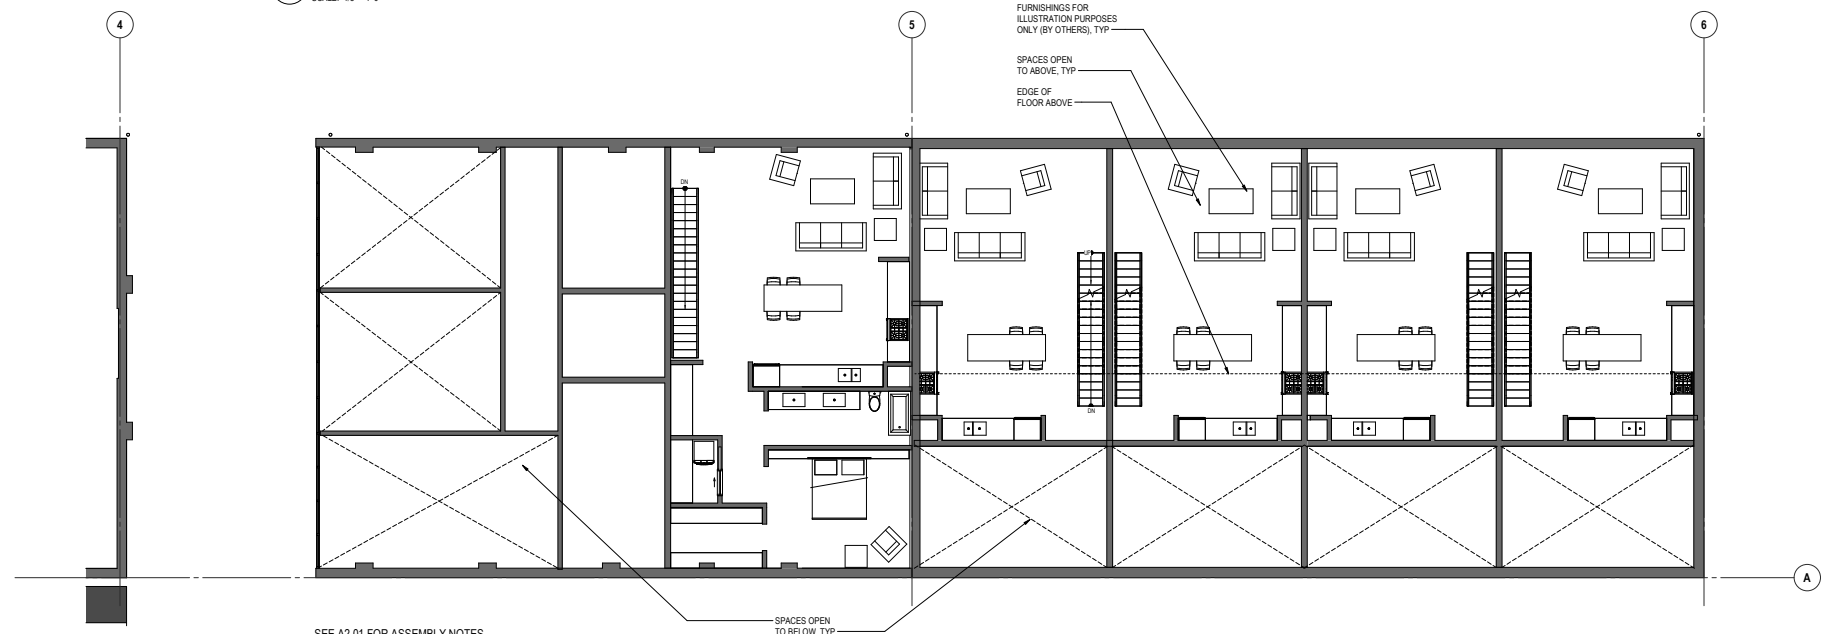 4
5
6
FURNISHINGS FOR
ILLUSTRATION PURPOSES
ONLY (BY OTHERS), TYP
SPACES OPEN
TO ABOVE, TYP
EDGE OF
FLOOR ABOVE
DN
UP
DN
A
SPACES OPEN
TO BELOW, TYP
SEE A2.01 FOR ASSEMBLY NOTES